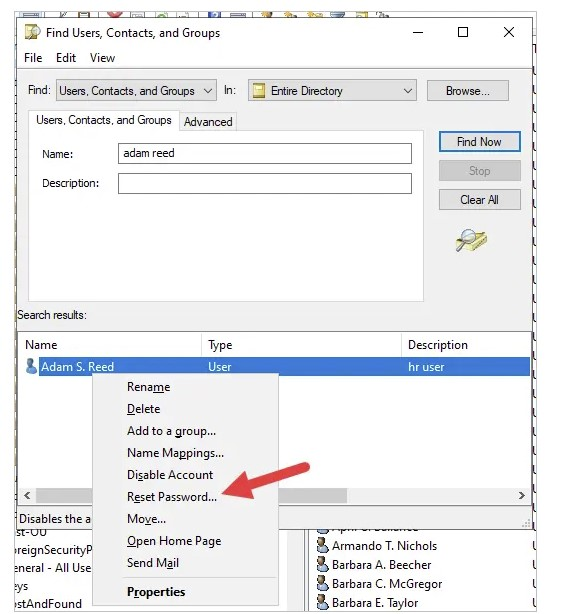 Find Users, Contacts, and Groups
File Edit View
Find: Users, Contacts, and Groups In: Entire Directory Browse...
Users, Contacts, and Groups Advanced
Find Now
Name: adam reed
Stop
Description:
Clear All
Search results:
Name Type Description
Adam S. Reed User hr user
Rename
Delete
Add to a group...
Name Mappings...
Disable Account
Reset Password...
Move...
Disables the a
Open Home Page
Send Mail
Properties
Armando T. Nichols
Barbara A. Beecher
Barbara C. McGregor
Barbara E. Taylor
st-OU
oreignSecurityP
eneral - All Use
eys
ostAndFound